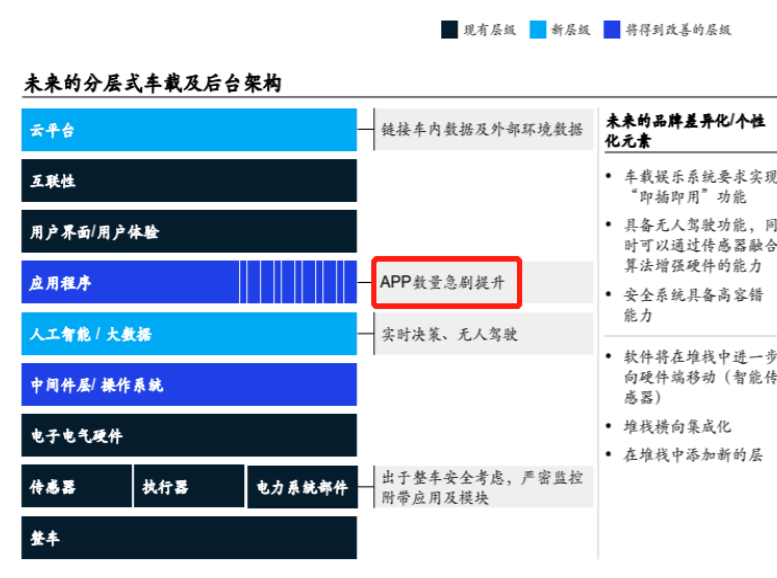 现有层级 新层级 将得到改善的层级
未来的分层式车载及后台架构
云平台
链接车内数据及外部环境数据
互联性
用户界面/用户体验
应用程序
APP数量急剧提升
人工智能 / 大数据
实时决策、无人驾驶
中间件层/ 操作系统
电子电气硬件
传感器 执行器 电力系统部件
出于整车安全考虑，严密监控
附带应用及模块
整车
未来的品牌差异化/个性
化元素
• 车载娱乐系统要求实现
“即插即用”功能
• 具备无人驾驶功能，同
时可以通过传感器融合
算法增强硬件的能力
• 安全系统具备高容错
能力
• 软件将在堆栈中进一步
向硬件端移动（智能传
感器）
• 堆栈横向集成化
• 在堆栈中添加新的层